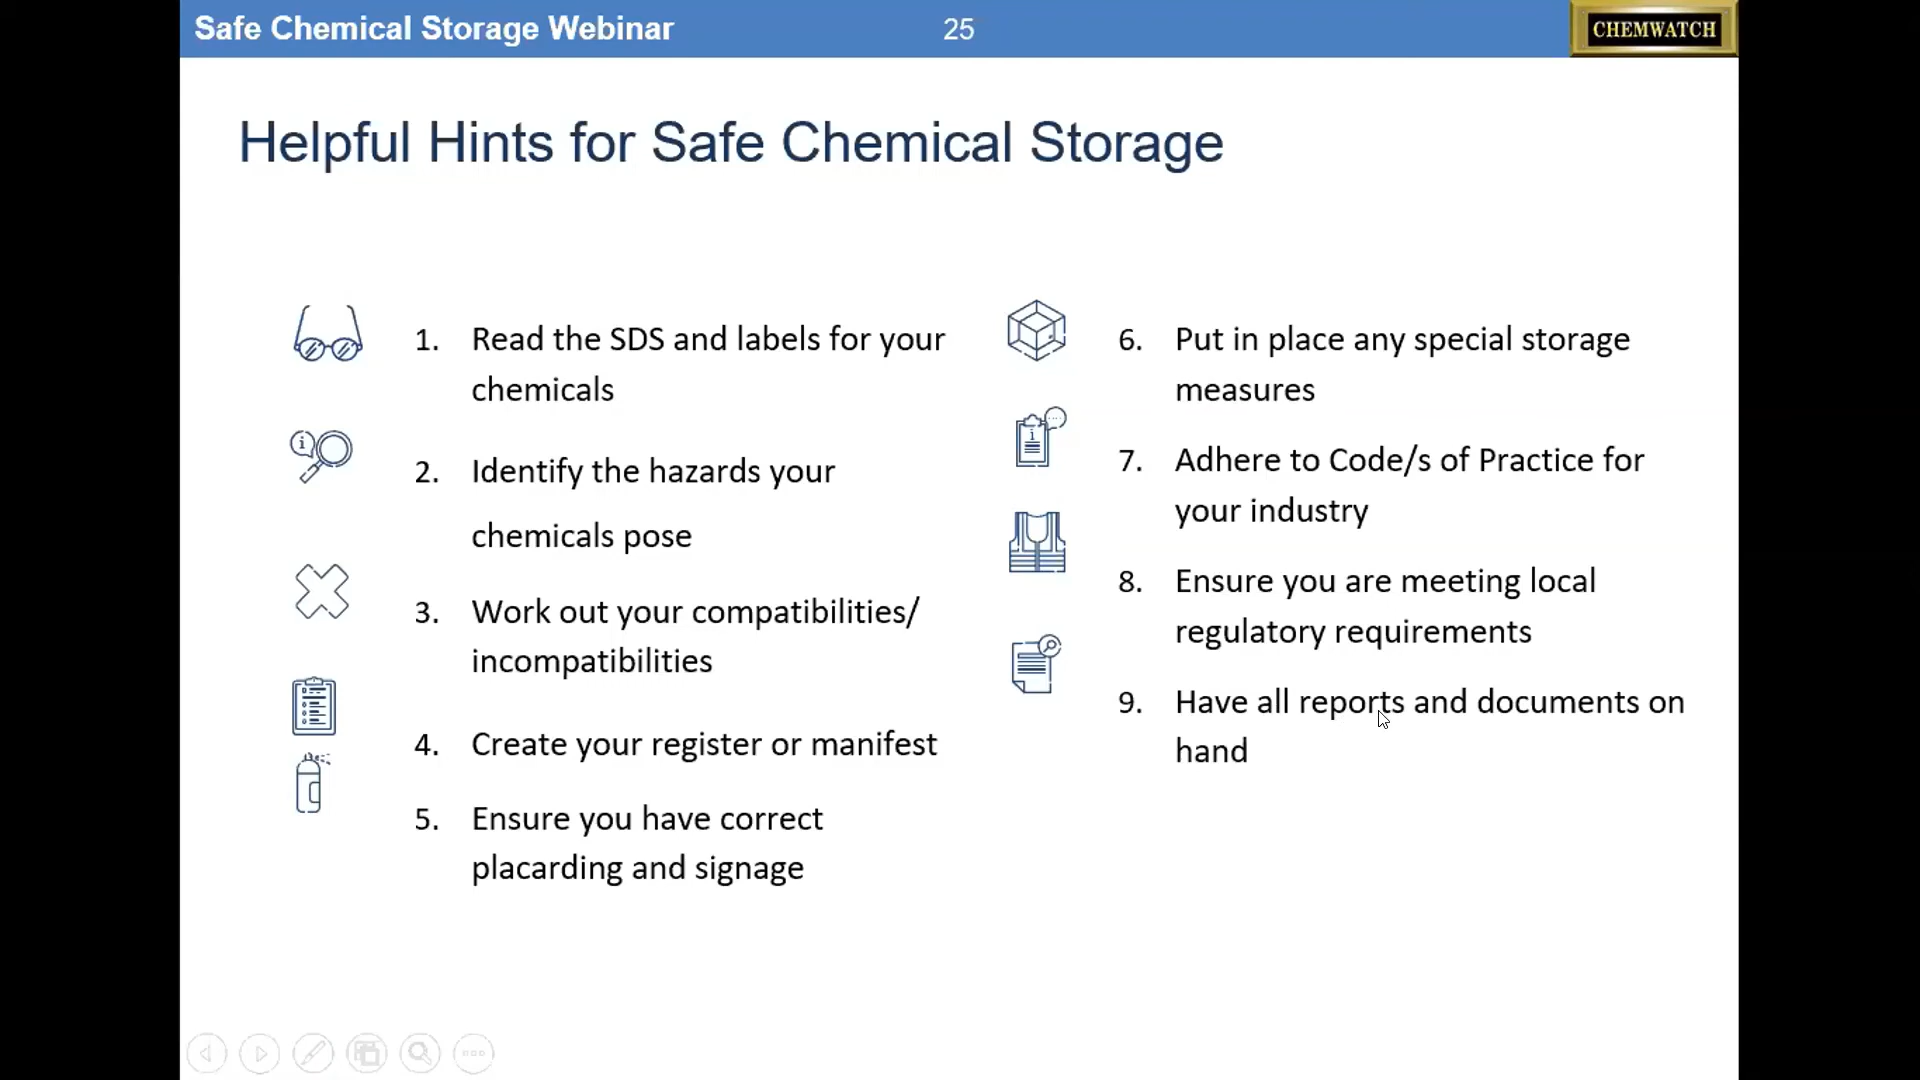 Safe Chemical Storage Webinar
25
CHEMWATCH
Helpful Hints for Safe Chemical Storage
1. Read the SDS and labels for your
chemicals
2. Identify the hazards your
chemicals pose
3. Work out your compatibilities/
incompatibilities
4. Create your register or manifest
5. Ensure you have correct
placarding and signage
6. Put in place any special storage
measures
7. Adhere to Code/s of Practice for
your industry
8. Ensure you are meeting local
regulatory requirements
9. Have all reports and documents on
hand